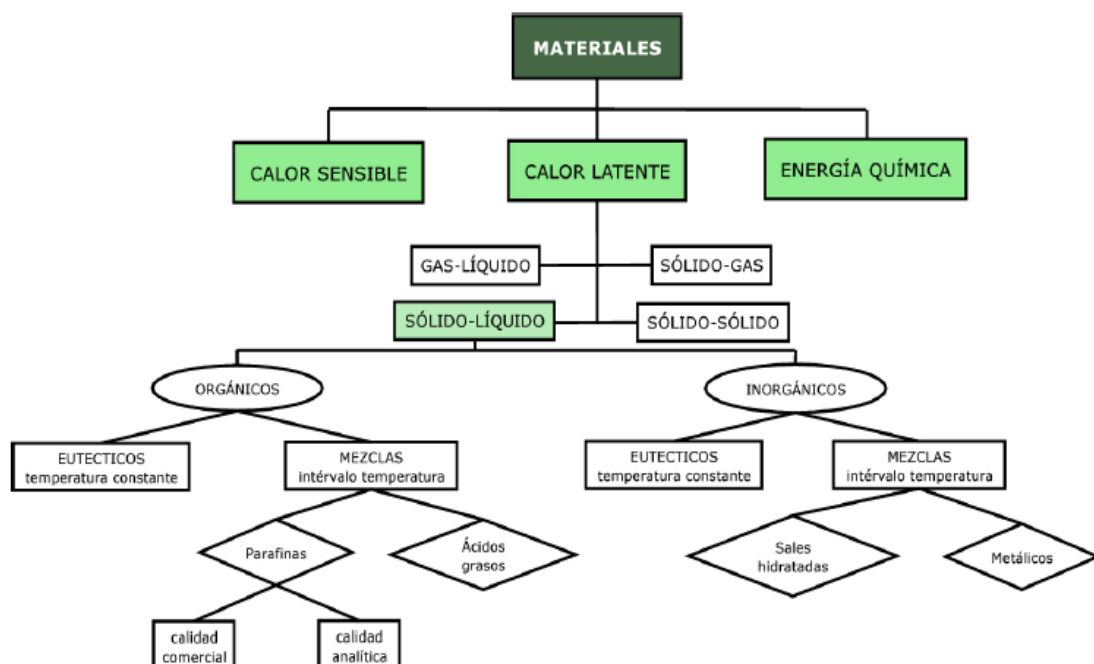 MATERIALES
CALOR SENSIBLE
CALOR LATENTE
ENERGÍA QUÍMICA
GAS-LÍQUIDO
SÓLIDO-GAS
SÓLIDO-LÍQUIDO
SÓLIDO-SÓLIDO
ORGÁNICOS
INORGÁNICOS
EUTECTICOS
temperatura constante
MEZCLAS
intérvalo temperatura
EUTECTICOS
temperatura constante
MEZCLAS
intérvalo temperatura
Parafinas
Ácidos
grasos
Sales
hidratadas
Metálicos
calidad
comercial
calidad
analítica